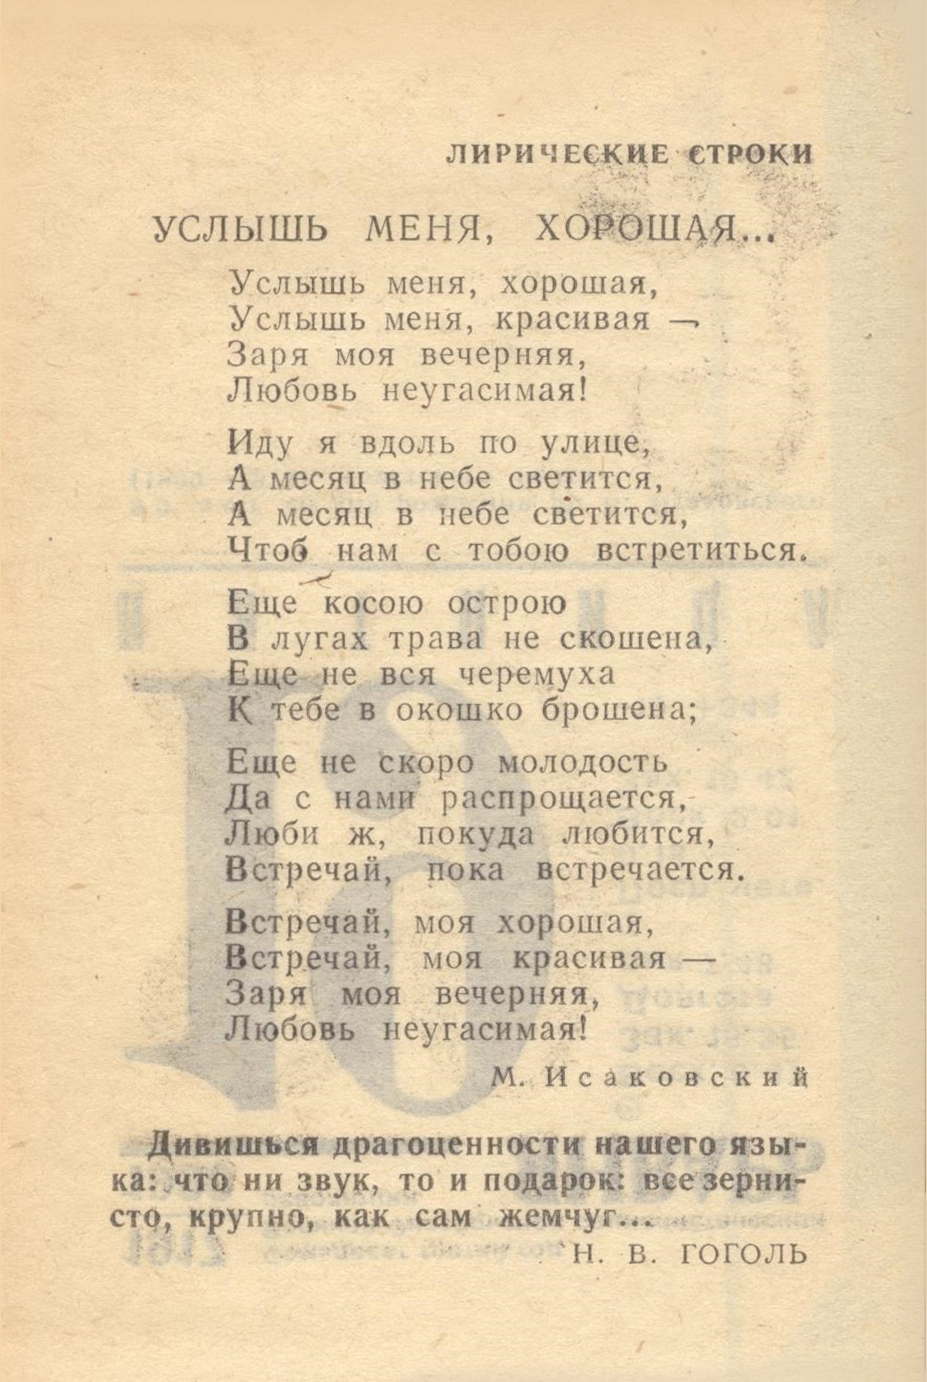 ЛИРИЧЕСКИЕ СТРОКИ
УСЛЫШЬ МЕНЯ, ХОРОШАЯ...
Услышь меня, хорошая,
Услышь меня, красивая —
Заря моя вечерняя,
Любовь неугасимая!
Иду я вдоль по улице,
А месяц в небе светится,
А месяц в небе светится,
Чтоб нам с тобою встретиться.
Еще косою острою
В лугах трава не скошена,
Еще не вся черемуха
К тебе в окошко брошена;
Еще не скоро молодость
Да с нами распрощается,
Люби ж, покуда любится,
Встречай, пока встречается.
Встречай, моя хорошая,
Встречай, моя красивая —
Заря моя вечерняя,
Любовь неугасимая!
М. Исаковский
Дивишься драгоценности нашего язы-
ка: что ни звук, то и подарок: все зерни-
сто, крупно, как сам жемчуг...
Н. В. ГОГОЛЬ